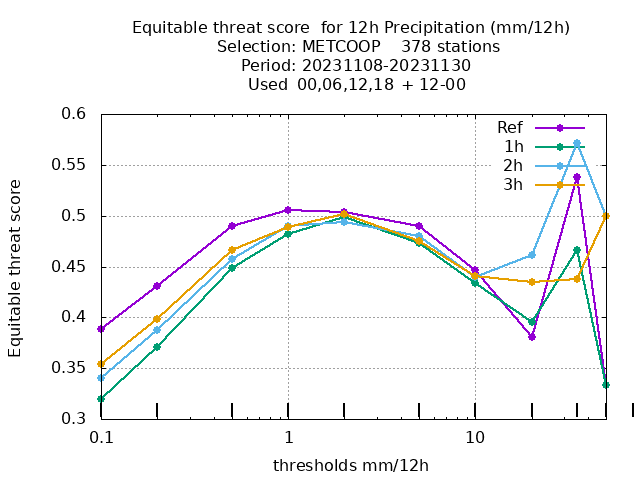 Equitable threat score  for 12h Precipitation (mm/12h)
Selection: METCOOP    378 stations
Period: 20231108-20231130
Used  00,06,12,18  + 12-00
Equitable threat score
0.6
0.55
0.5
0.45
0.4
0.35
0.3
Ref
1h
2h
3h
0.1
1
10
thresholds mm/12h